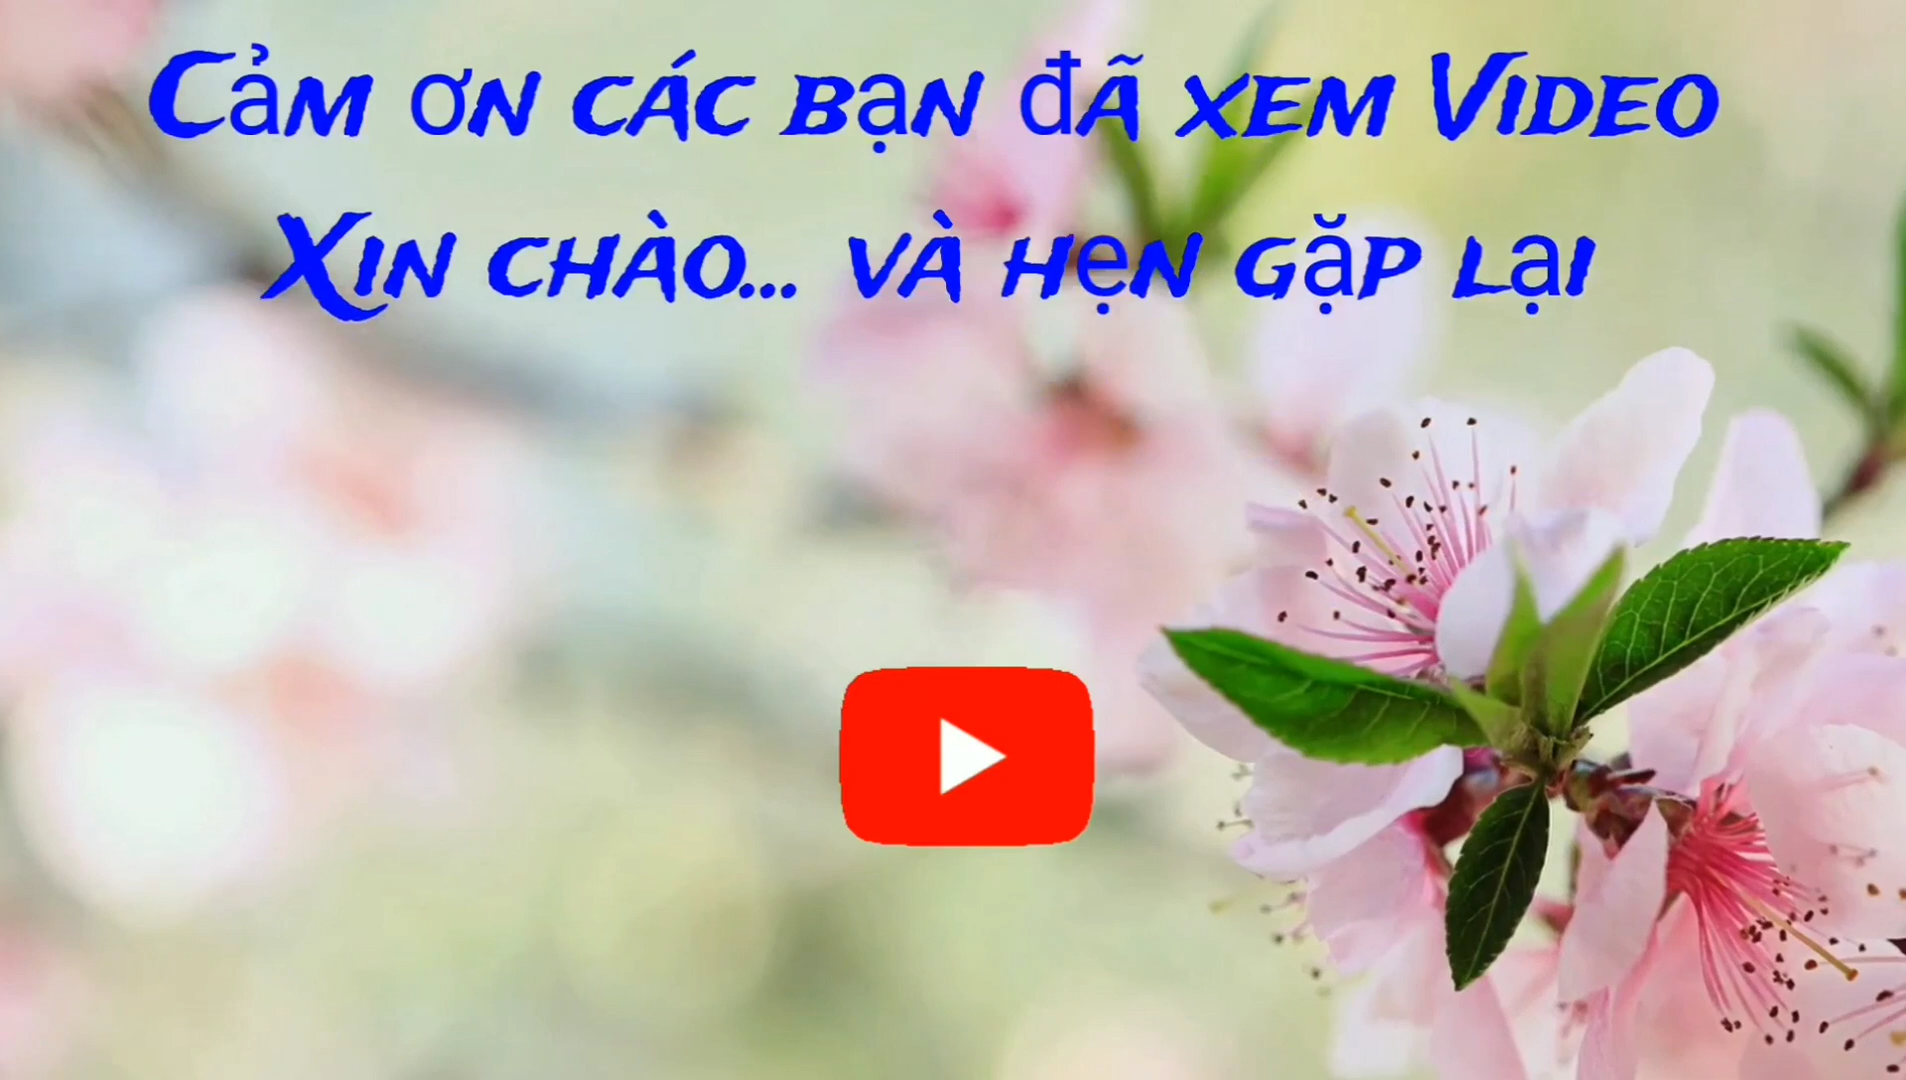 Cảm ơn các bạn đã xem Video
Xin chào... và hẹn gặp lại